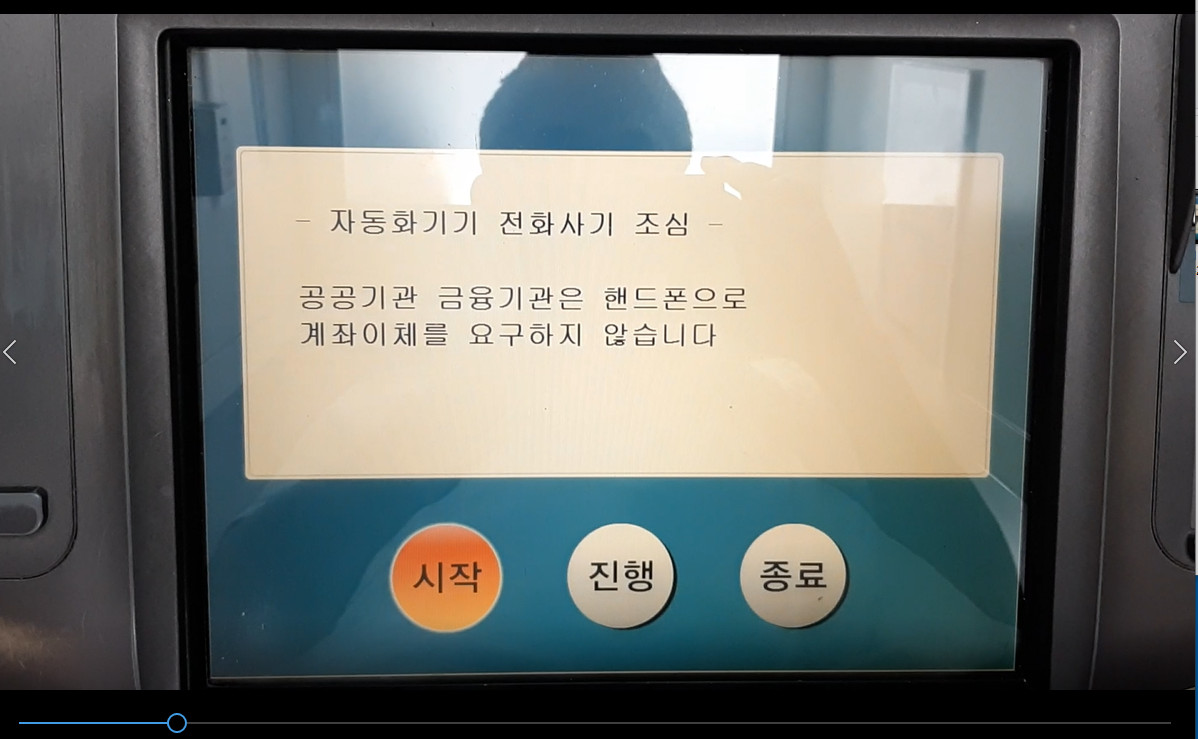 - 자동화기기 전화사기 조심 -
공공기관 금융기관은 핸드폰으로
계좌이체를 요구하지 않습니다
시작 진행 종료